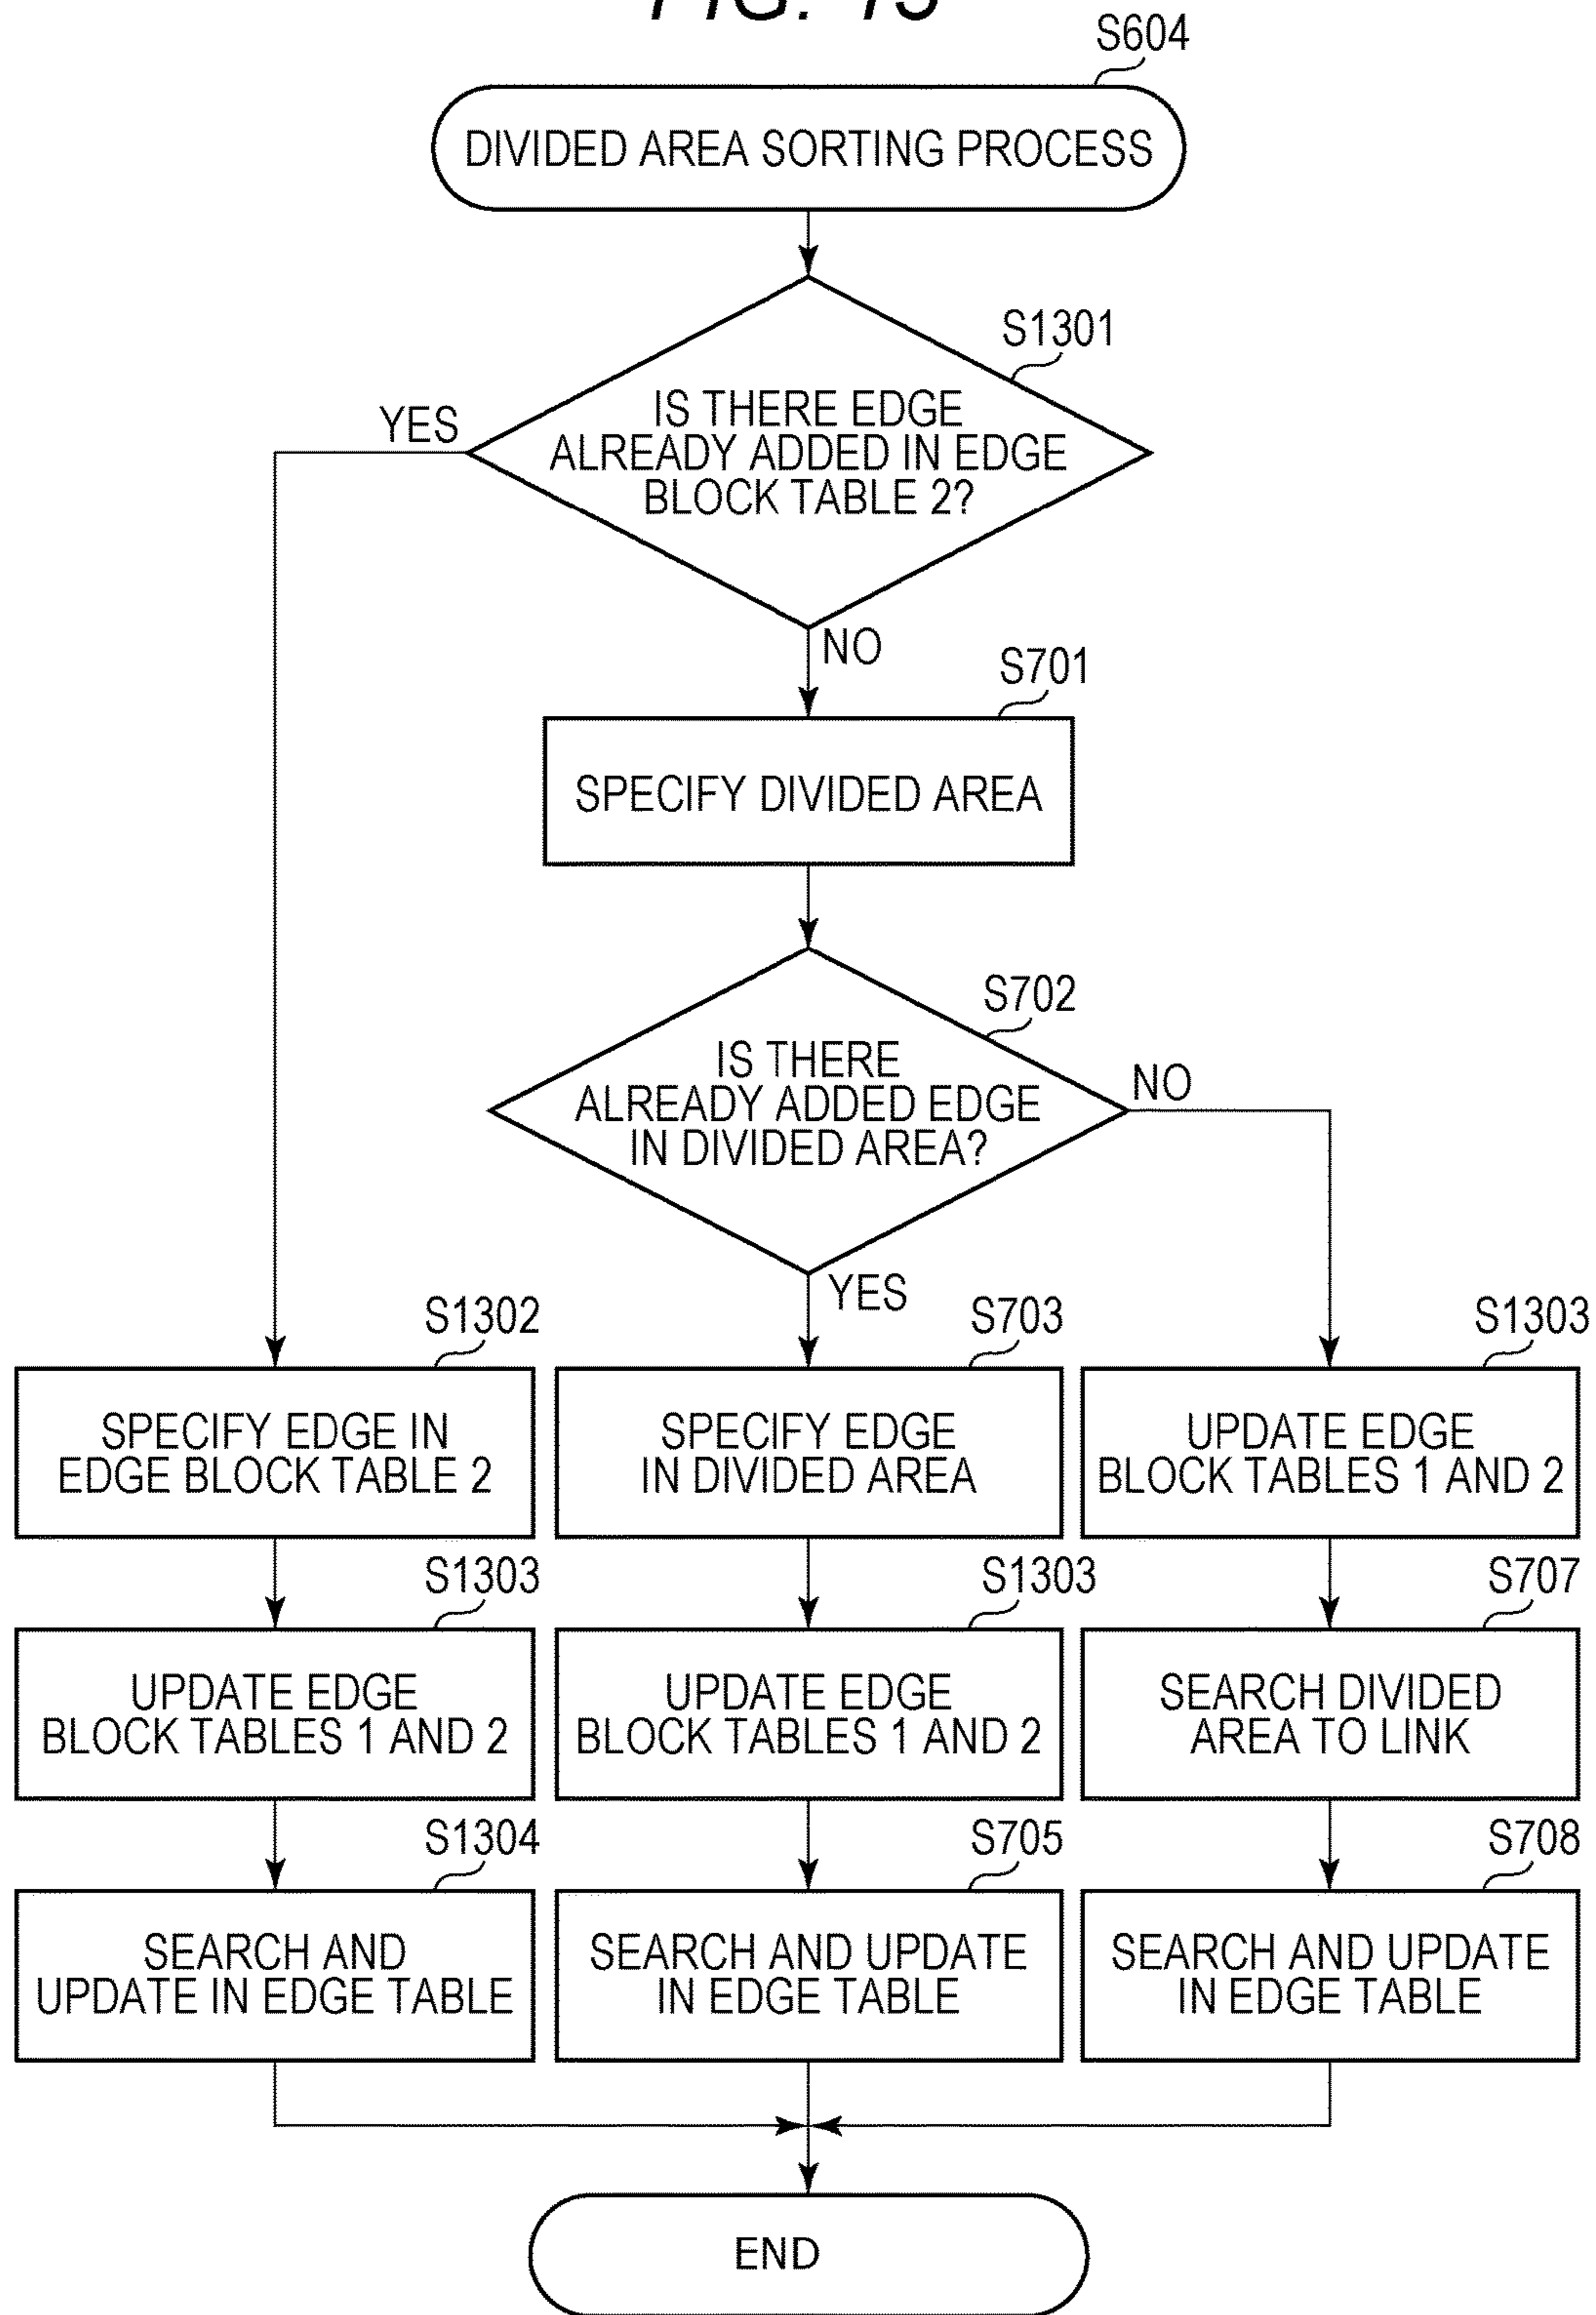 FIG. 13
S604
DIVIDED AREA SORTING PROCESS
S1301
IS THERE EDGE
ALREADY ADDED IN EDGE
BLOCK TABLE 2?
YES
NO
S701
SPECIFY DIVIDED AREA
S702
IS THERE
ALREADY ADDED EDGE
IN DIVIDED AREA?
NO
YES
S1302
SPECIFY EDGE IN
EDGE BLOCK TABLE 2
S703
SPECIFY EDGE
IN DIVIDED AREA
S1303
UPDATE EDGE
BLOCK TABLES 1 AND 2
S1303
UPDATE EDGE
BLOCK TABLES 1 AND 2
S1303
UPDATE EDGE
BLOCK TABLES 1 AND 2
S707
SEARCH DIVIDED
AREA TO LINK
S1304
SEARCH AND
UPDATE IN EDGE TABLE
S705
SEARCH AND UPDATE
IN EDGE TABLE
S708
SEARCH AND UPDATE
IN EDGE TABLE
END